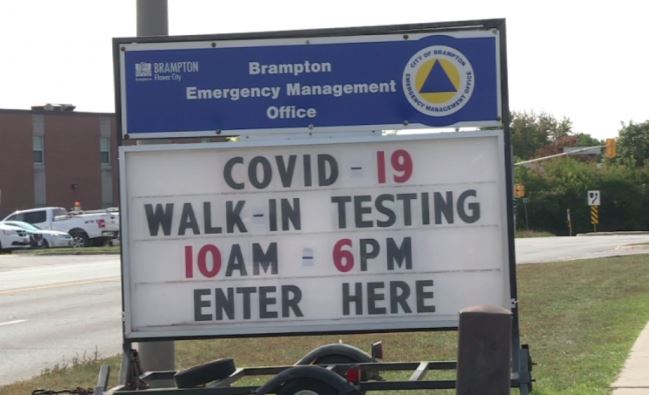 BRAMPTON
Flower City
Brampton
Emergency Management
Office
CITY OF BRAMPTON
EMERGENCY MANAGEMENT
COVID - 19
WALK-IN TESTING
10AM - 6PM
ENTER HERE